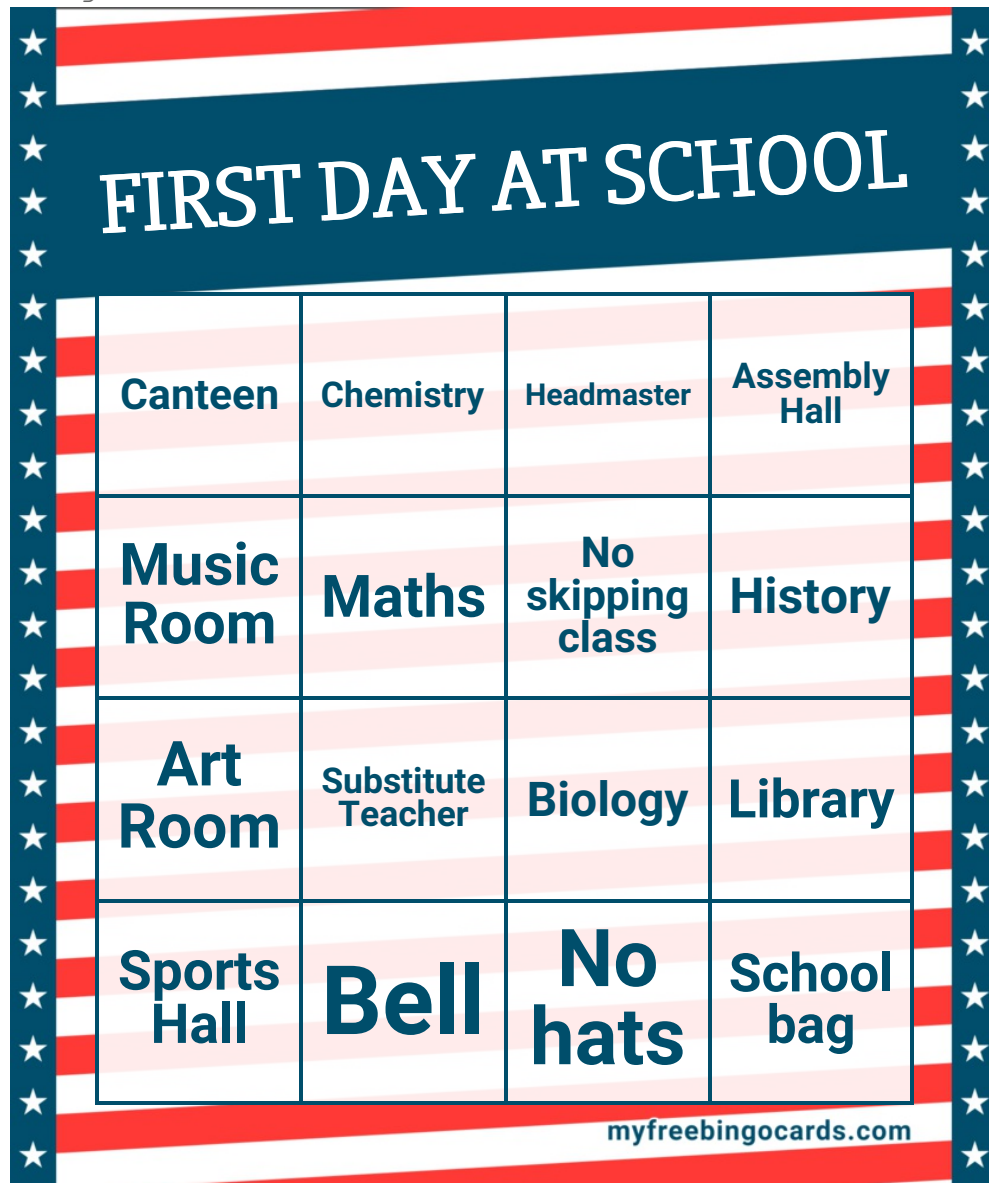 FIRST DAY AT SCHOOL
Canteen
Chemistry
Headmaster
Assembly
Hall
Music
Room
Maths
No
skipping
class
History
Art
Room
Substitute
Teacher
Biology
Library
Sports
Hall
Bell
No
hats
School
bag
myfreebingocards.com